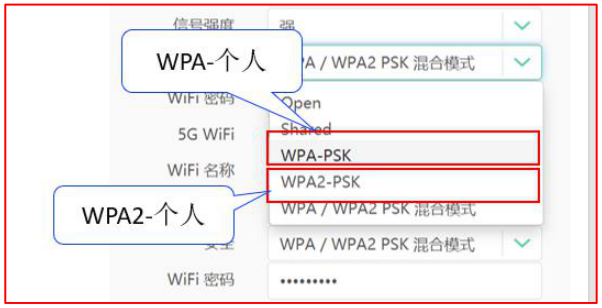 信号强度 强
WPA-个人
PA / WPA2 PSK 混合模式
WiFi 密码
Open
5G WiFi
Shared
WPA-PSK
WiFi 名称
WPA2-PSK
WPA2-个人
WPA / WPA2 PSK 混合模式
安全 WPA / WPA2 PSK 混合模式
WiFi 密码 •••••••••